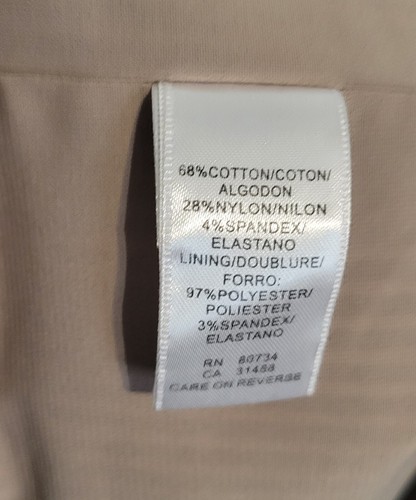 68%COTTON/COTON/
ALGODON
28%NYLON/NILON
4%SPANDEX/
ELASTANO
LINING/DOUBLURE/
FORRO:
97%POLYESTER/
POLIESTER
3%SPANDEX/
ELASTANO
RN 80734
CA 31488
CARE ON REVERSE